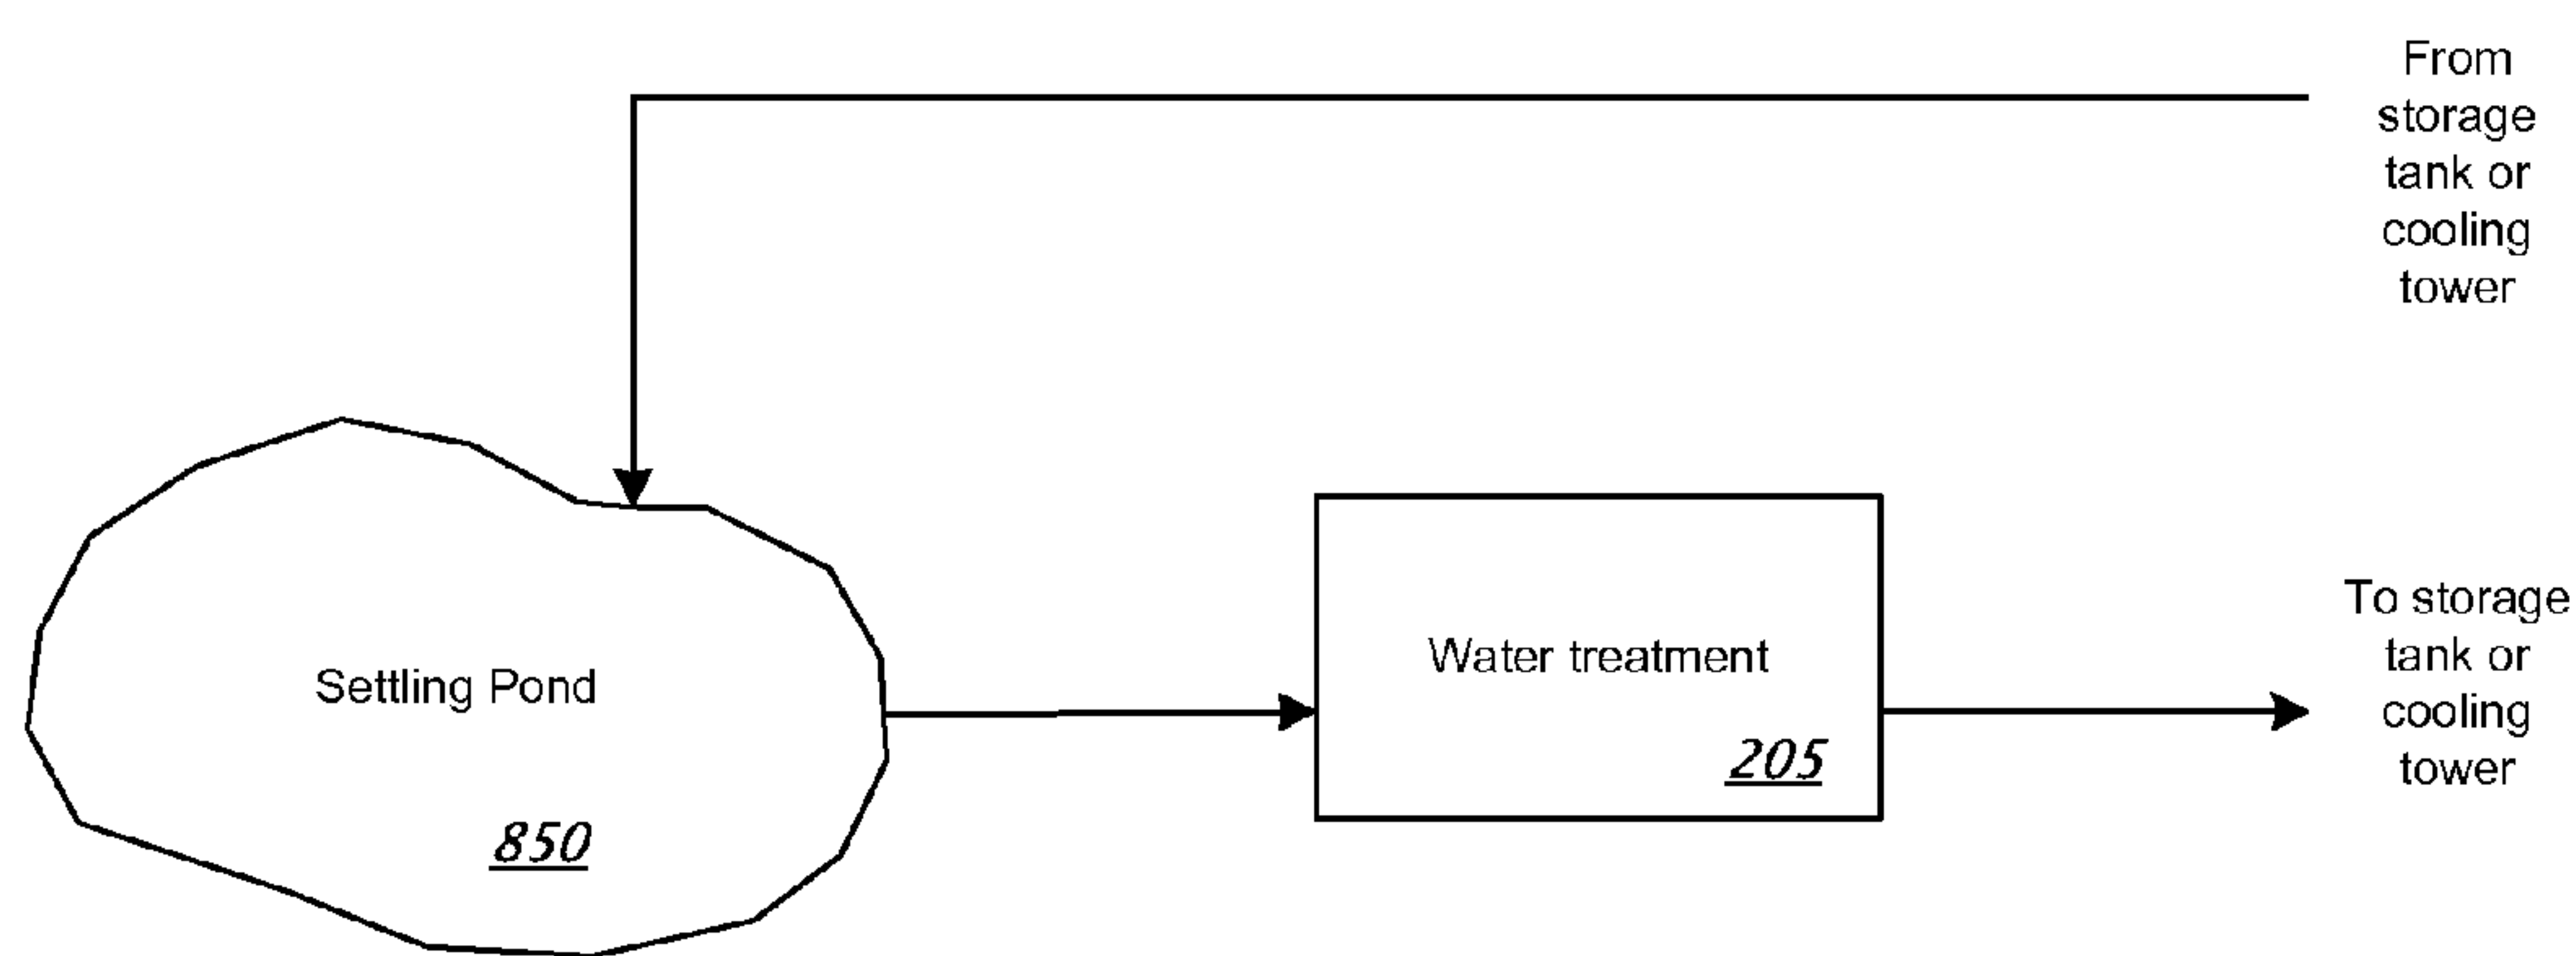 From
storage
tank or
cooling
tower
Settling Pond
850
Water treatment
205
To storage
tank or
cooling
tower